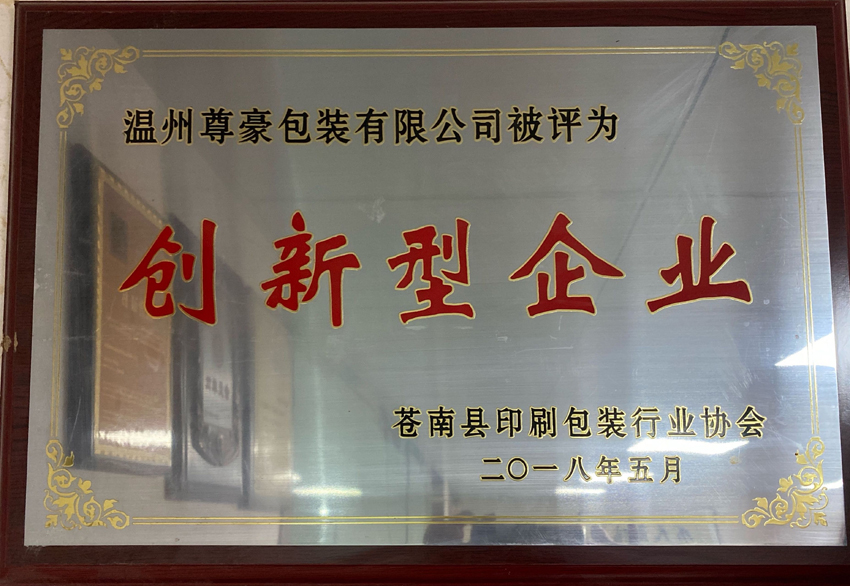 温州尊豪包装有限公司被评为
创新型企业
苍南县印刷包装行业协会
二〇一八年五月